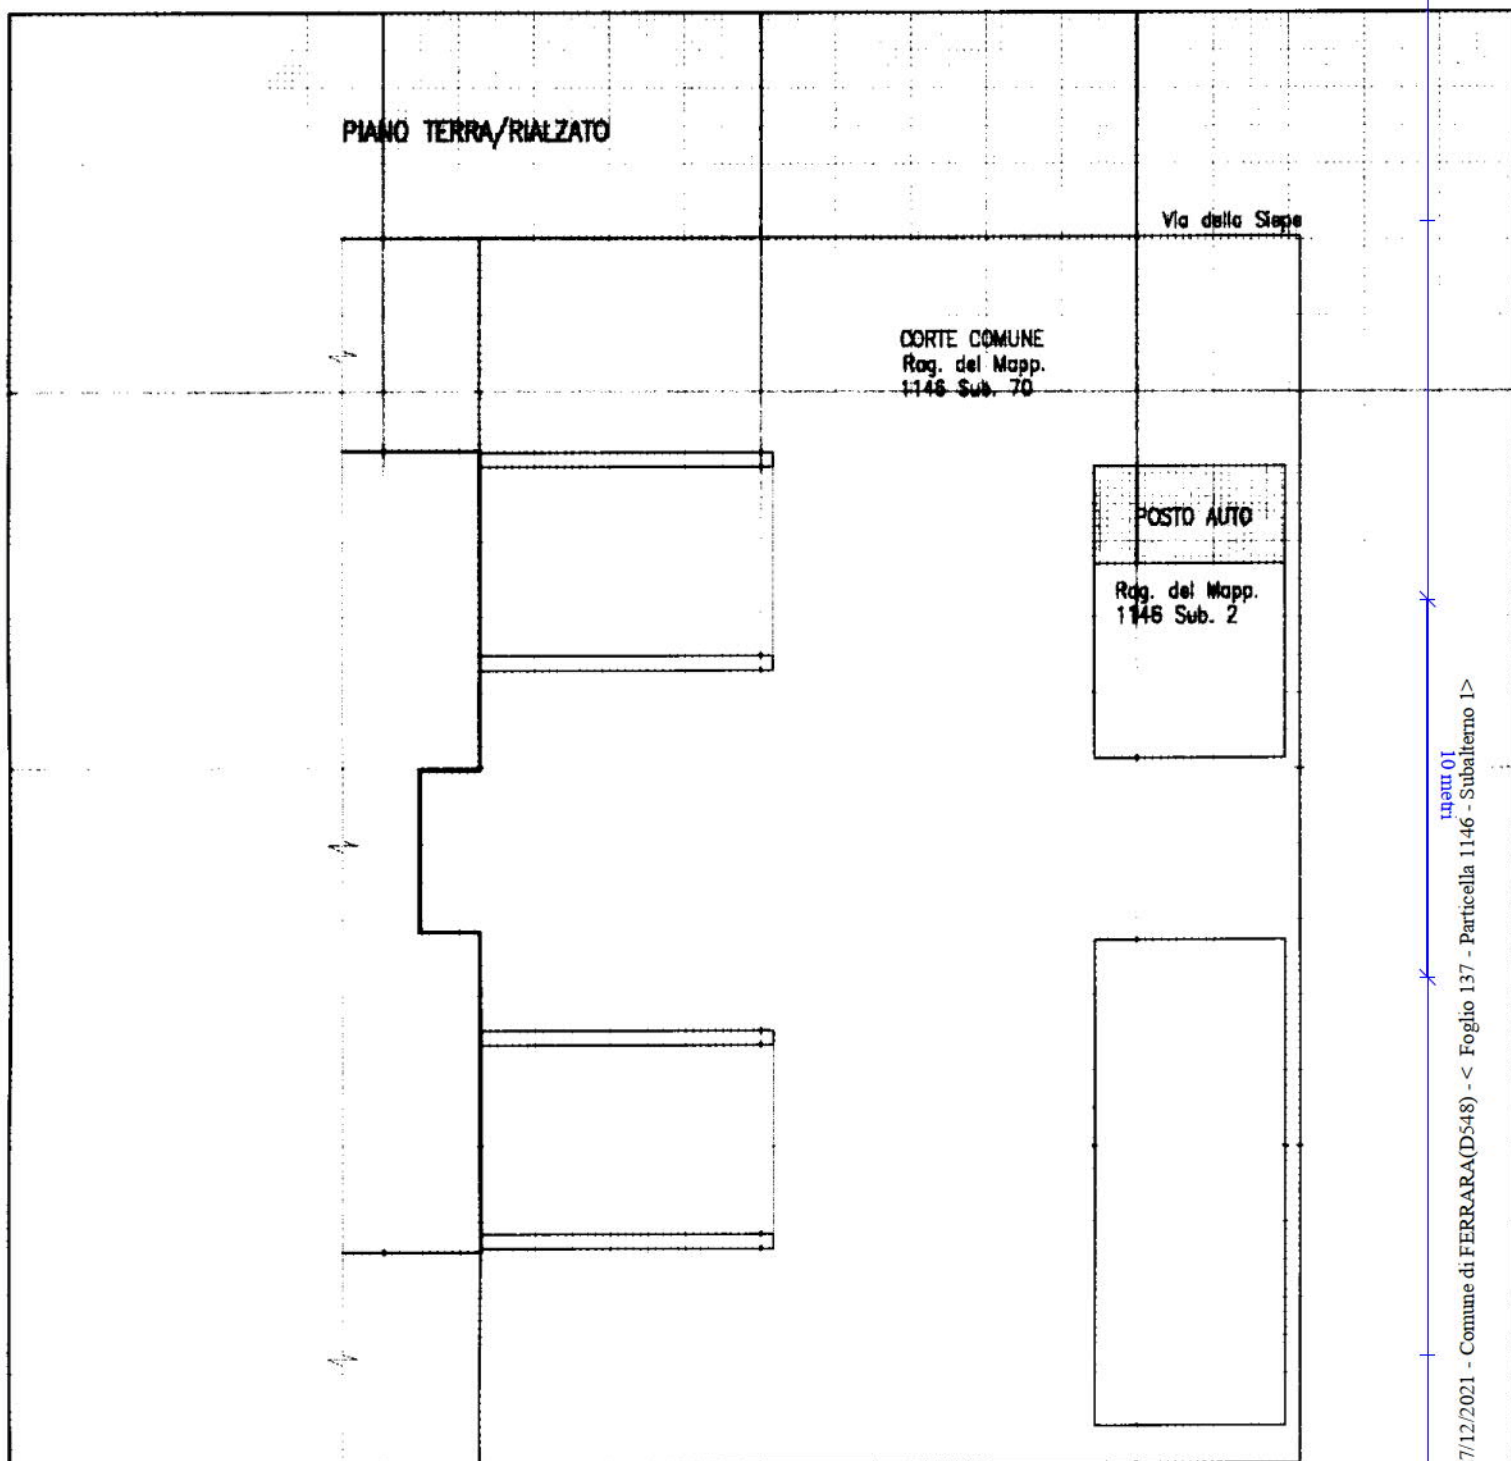 PIANO TERRA/RIALZATO
Via della Siepe
CORTE COMUNE
Rag. del Mapp.
1146 Sub. 70
POSTO AUTO
Rag. del Mapp.
1146 Sub. 2
10 metri
7/12/2021 - Comune di FERRARA(D548) - < Foglio 137 - Particella 1146 - Subalterno 1>